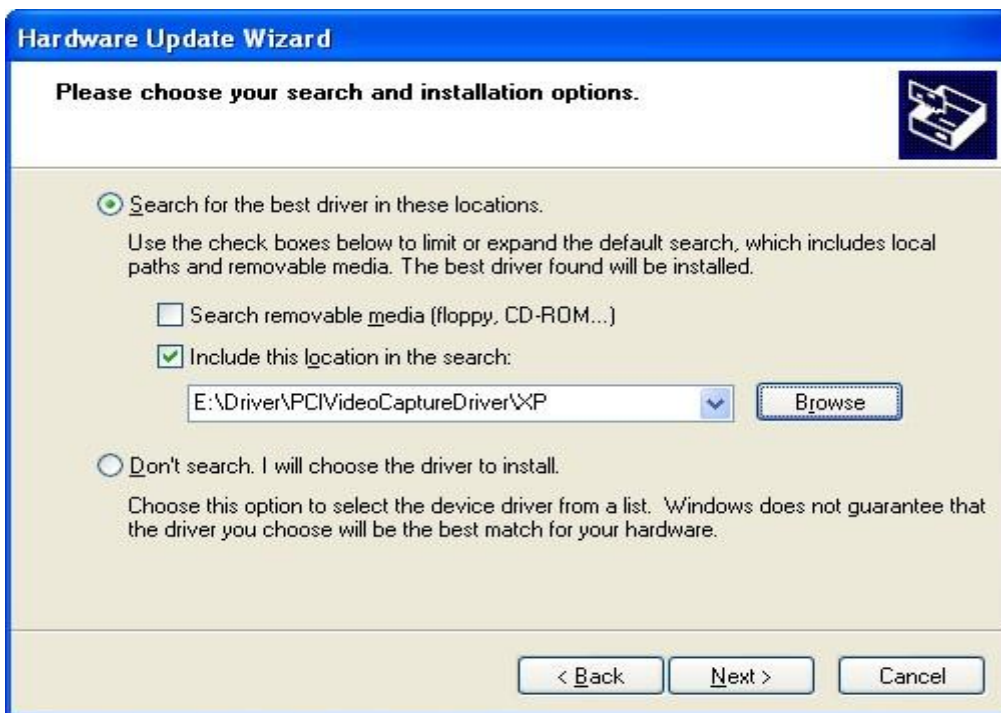 Hardware Update Wizard
Please choose your search and installation options.
Search for the best driver in these locations.
Use the check boxes below to limit or expand the default search, which includes local
paths and removable media. The best driver found will be installed.
Search removable media (floppy, CD-ROM...)
Include this location in the search:
E:\Driver\PCIVideoCaptureDriver\XP
Browse
Don't search. I will choose the driver to install.
Choose this option to select the device driver from a list. Windows does not guarantee that
the driver you choose will be the best match for your hardware.
< Back Next > Cancel